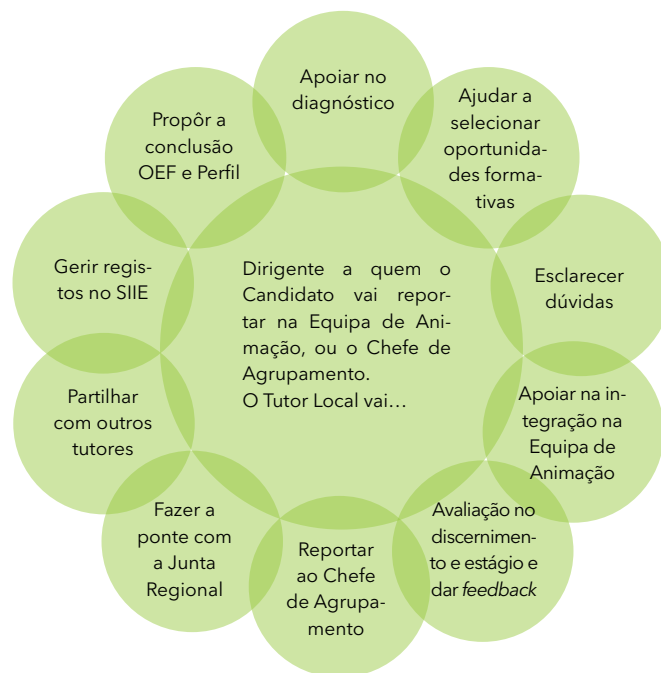 Apoiar no
diagnóstico
Ajudar a
selecionar
oportunida-
des forma-
tivas
Esclarecer
dúvidas
Apoiar na in-
tegração na
Equipa de
Animação
Avaliação no
discernimen-
to e estágio e
dar feedback
Reportar
ao Chefe
de Agrupa-
mento
Fazer a
ponte com
a Junta
Regional
Partilhar
com outros
tutores
Gerir regis-
tos no SIIE
Propôr a
conclusão
OEF e Perfil
Dirigente a quem o
Candidato vai repor-
tar na Equipa de Ani-
mação, ou o Chefe de
Agrupamento.
O Tutor Local vai…